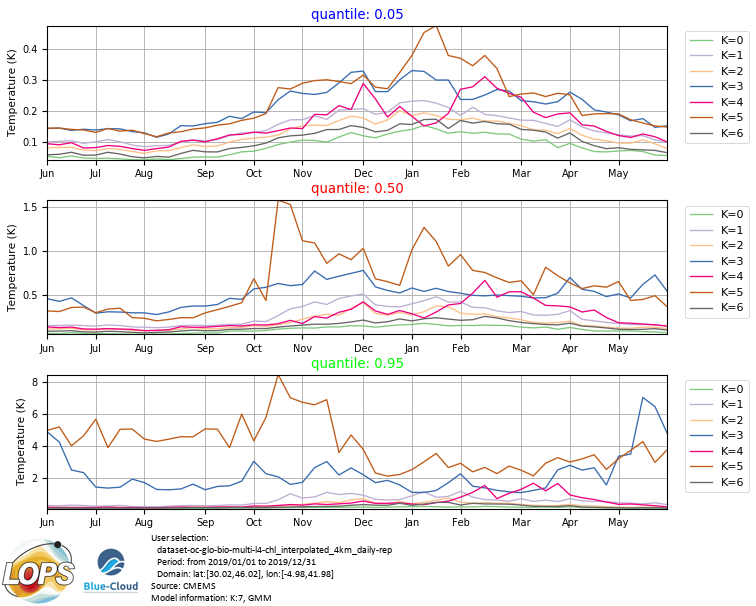 quantile: 0.05
Temperature (K)
0.4
0.3
0.2
0.1
Jun Jul Aug Sep Oct Nov Dec Jan Feb Mar Apr May
K=0
K=1
K=2
K=3
K=4
K=5
K=6
quantile: 0.50
Temperature (K)
1.5
1.0
0.5
Jun Jul Aug Sep Oct Nov Dec Jan Feb Mar Apr May
K=0
K=1
K=2
K=3
K=4
K=5
K=6
quantile: 0.95
Temperature (K)
8
6
4
2
Jun Jul Aug Sep Oct Nov Dec Jan Feb Mar Apr May
K=0
K=1
K=2
K=3
K=4
K=5
K=6
LOPS
Blue-Cloud
User selection:
dataset-oc-glo-bio-multi-l4-chl_interpolated_4km_daily-rep
Period: from 2019/01/01 to 2019/12/31
Domain: lat:[30.02,46.02], lon:[-4.98,41.98]
Source: CMEMS
Model information: K:7, GMM